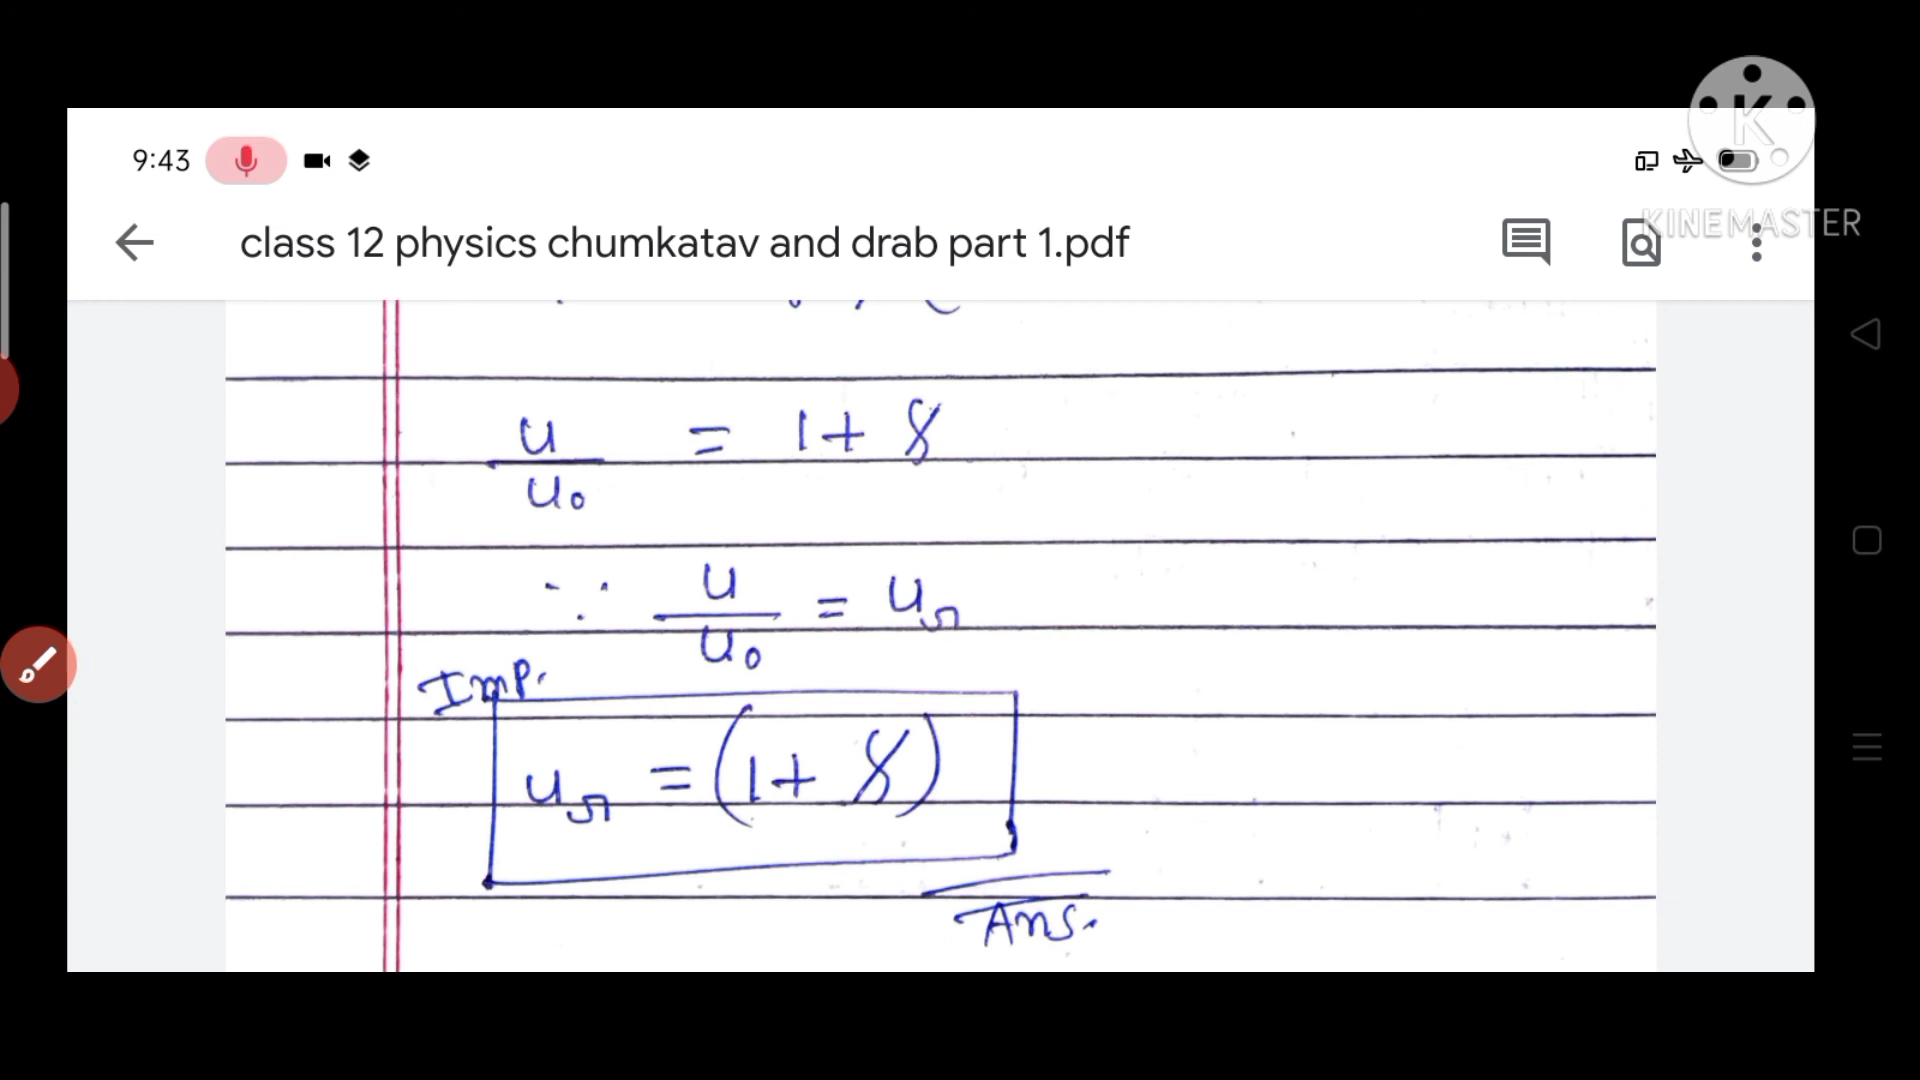 9:43
KINEMASTER
class 12 physics chumkatav and drab part 1.pdf
u/u₀ = 1 + χ
∵ u/u₀ = uᵣ
Imp.
uᵣ = (1 + χ)
Ans.